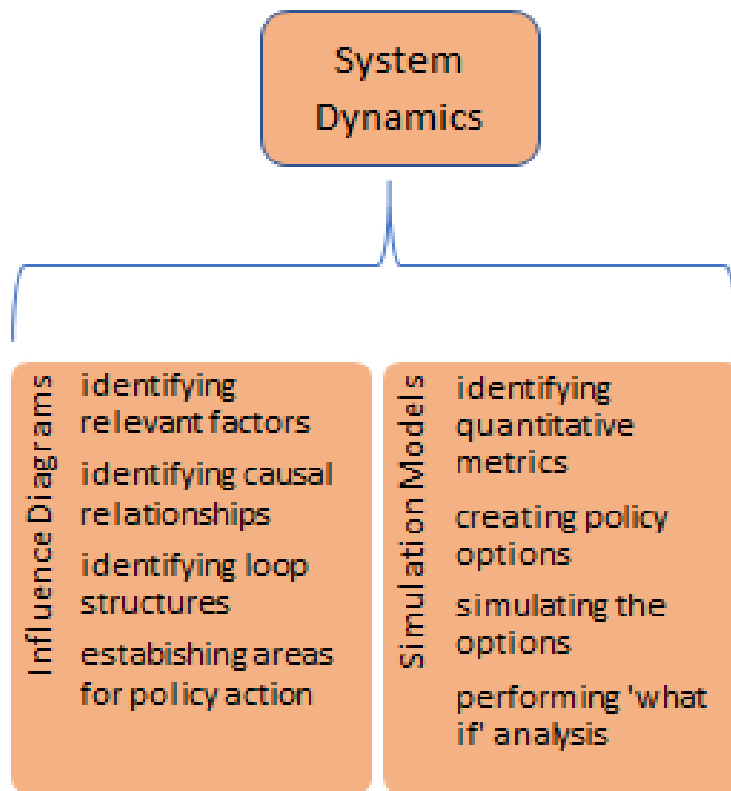 System
Dynamics
Influence Diagrams
identifying
relevant factors
identifying causal
relationships
identifying loop
structures
estabishing areas
for policy action
Simulation Models
identifying
quantitative
metrics
creating policy
options
simulating the
options
performing 'what
if' analysis